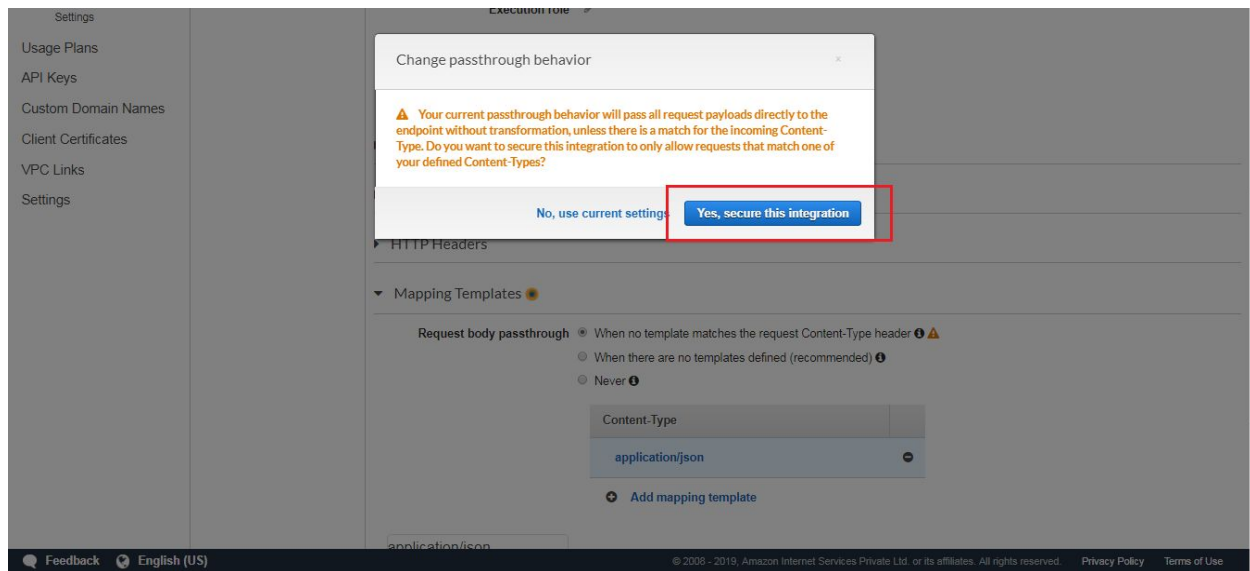 Settings
Execution role
Usage Plans
API Keys
Custom Domain Names
Client Certificates
VPC Links
Settings
Change passthrough behavior
Your current passthrough behavior will pass all request payloads directly to the
endpoint without transformation, unless there is a match for the incoming Content-
Type. Do you want to secure this integration to only allow requests that match one of
your defined Content-Types?
No, use current settings
Yes, secure this integration
HTTP Headers
Mapping Templates
Request body passthrough
When no template matches the request Content-Type header
When there are no templates defined (recommended)
Never
Content-Type
application/json
Add mapping template
application/json
Feedback
English (US)
© 2008 - 2019, Amazon Internet Services Private Ltd. or its affiliates. All rights reserved.
Privacy Policy
Terms of Use